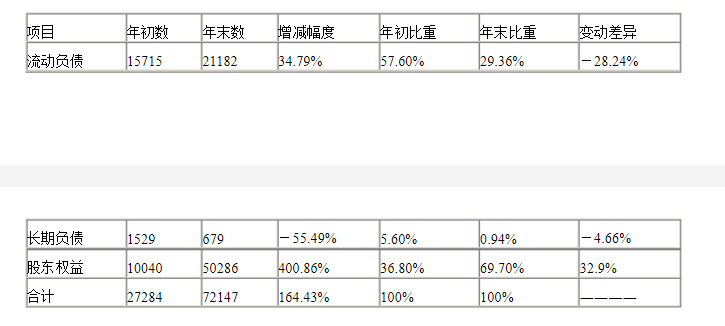 项目 年初数 年末数 增减幅度 年初比重 年末比重 变动差异
流动负债 15715 21182 34.79% 57.60% 29.36% －28.24%
长期负债 1529 679 －55.49% 5.60% 0.94% －4.66%
股东权益 10040 50286 400.86% 36.80% 69.70% 32.9%
合计 27284 72147 164.43% 100% 100% ————